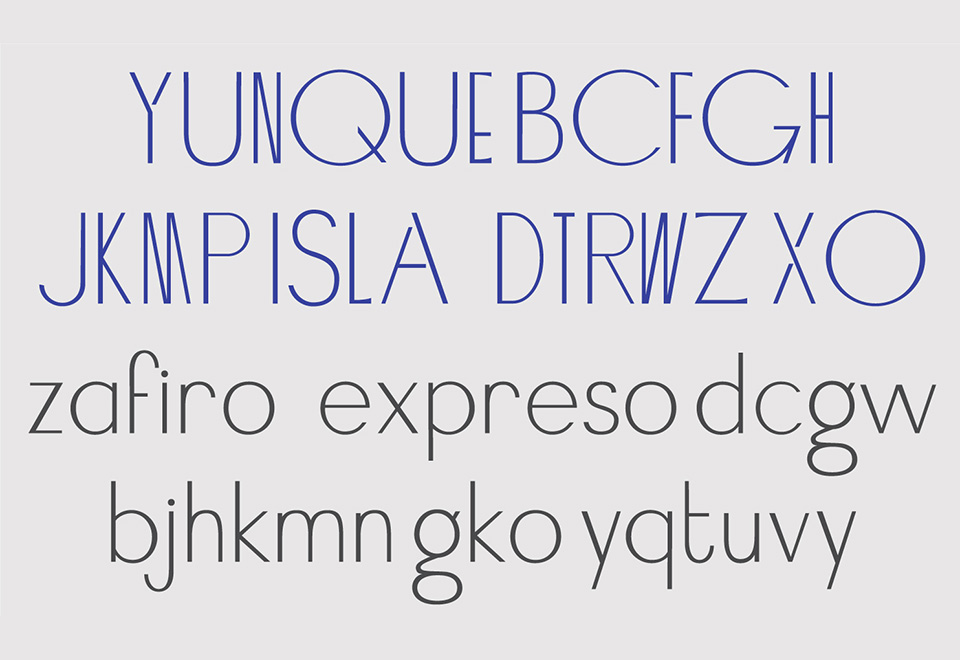 YUNQUE BCFGH
JKMP ISLA DTRWZ XO
zafiro expreso dcgw
bjhkmn gko yqtuvy